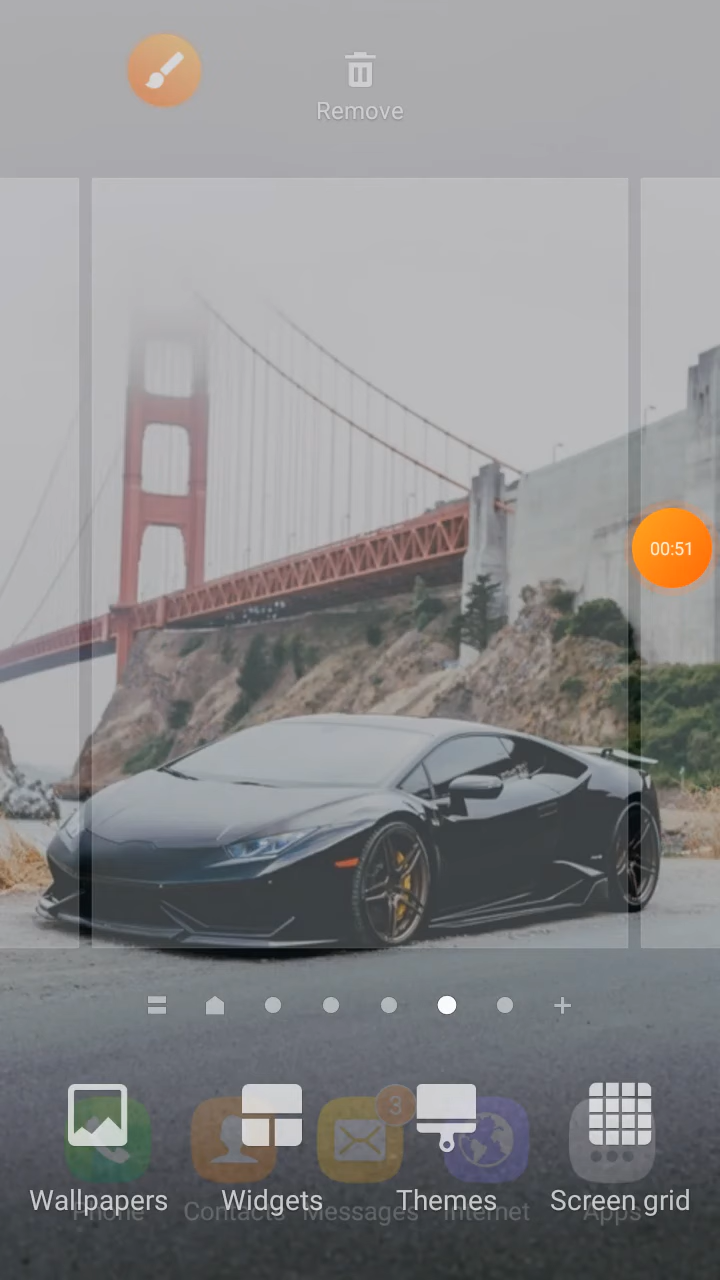 Remove
00:51
3
Wallpapers Widgets Themes Screen grid
Phone Contacts Messages Internet Apps